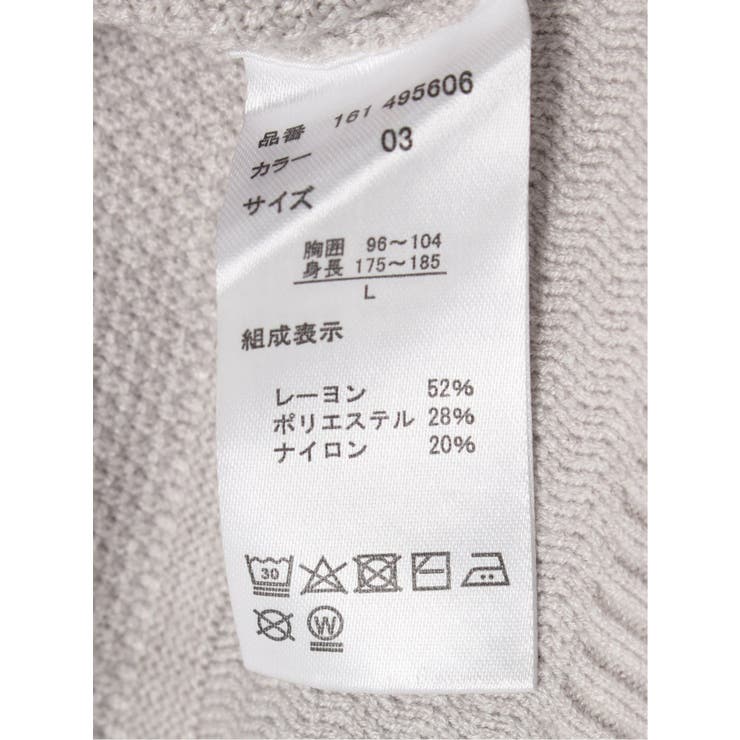 品番 161 495606
カラー 03
サイズ
胸囲 96〜104
身長 175〜185
L
組成表示
レーヨン 52%
ポリエステル 28%
ナイロン 20%
30
W